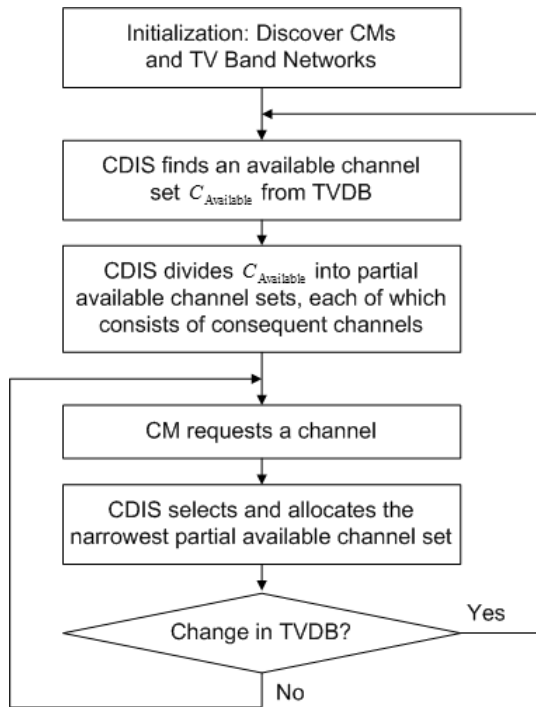 Initialization: Discover CMs
and TV Band Networks
CDIS finds an available channel
set C_Available from TVDB
CDIS divides C_Available into partial
available channel sets, each of which
consists of consequent channels
CM requests a channel
CDIS selects and allocates the
narrowest partial available channel set
Change in TVDB?
Yes
No